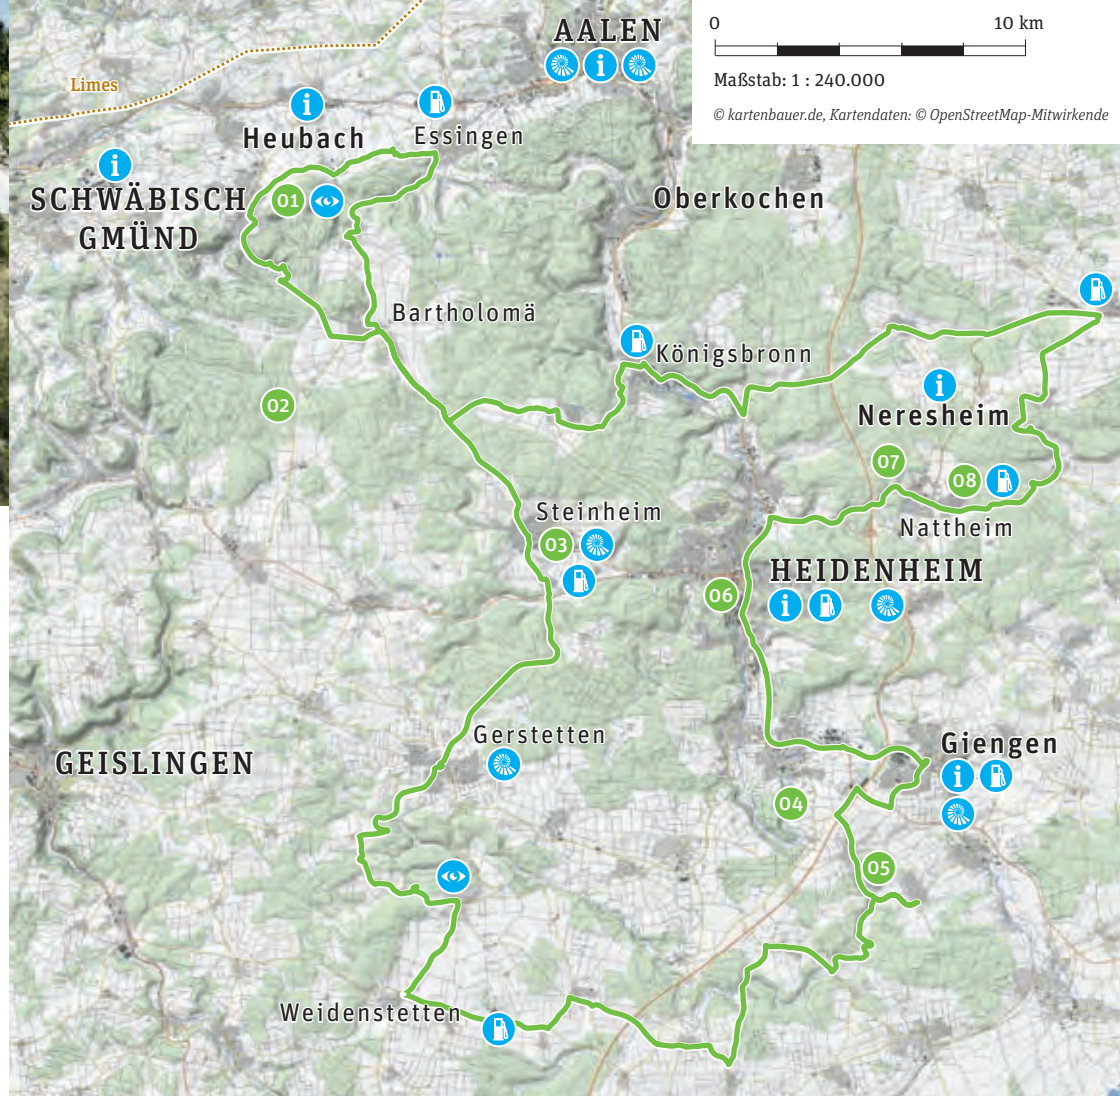 AALEN
0 10 km
Maßstab: 1 : 240.000
© kartenbauer.de, Kartendaten: © OpenStreetMap-Mitwirkende
Limes
i
i
Heubach
Essingen
i
SCHWÄBISCH
GMÜND
01
Oberkochen
Bartholomä
Königsbronn
02
i
Neresheim
07
08
Steinheim
Nattheim
03
HEIDENHEIM
06
i
Gerstetten
GEISLINGEN
Giengen
i
04
05
Weidenstetten